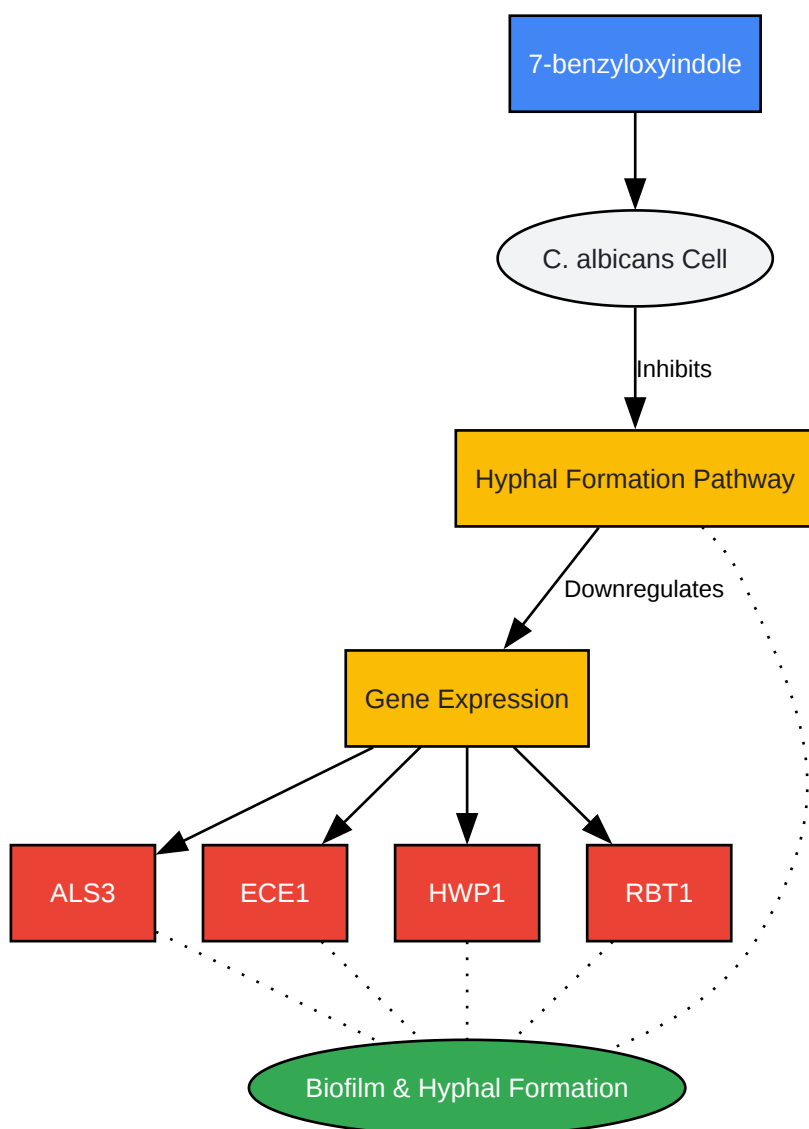 7-benzyloxyindole
C. albicans Cell
Inhibits
Hyphal Formation Pathway
Downregulates
Gene Expression
ALS3
ECE1
HWP1
RBT1
Biofilm & Hyphal Formation